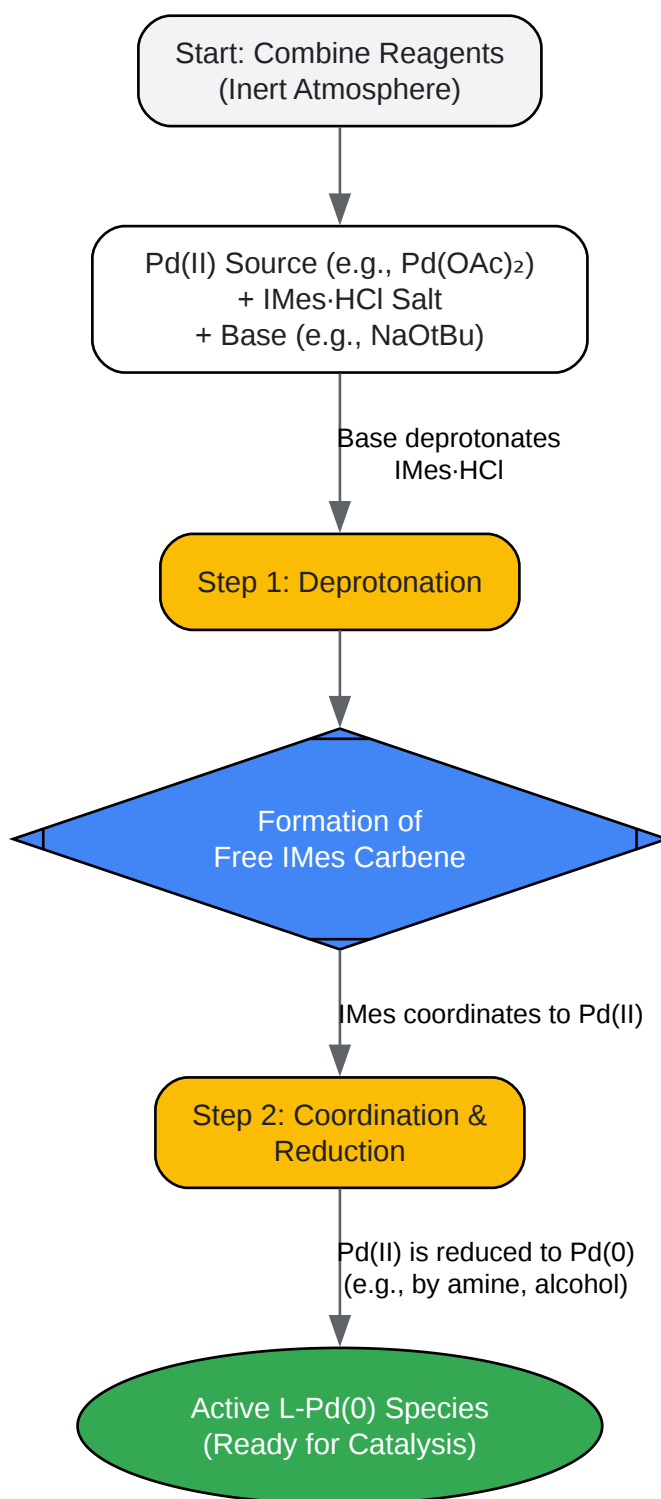 Start: Combine Reagents
(Inert Atmosphere)
Pd(II) Source (e.g., Pd(OAc)₂)
+ IMes·HCl Salt
+ Base (e.g., NaOtBu)
Base deprotonates
IMes·HCl
Step 1: Deprotonation
Formation of
Free IMes Carbene
IMes coordinates to Pd(II)
Step 2: Coordination &
Reduction
Pd(II) is reduced to Pd(0)
(e.g., by amine, alcohol)
Active L-Pd(0) Species
(Ready for Catalysis)